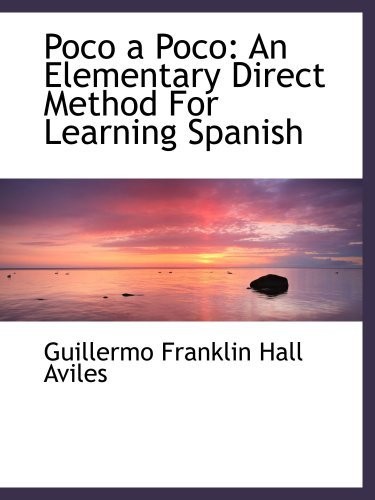 Poco a Poco: An
Elementary Direct
Method For
Learning Spanish
Guillermo Franklin Hall
Aviles